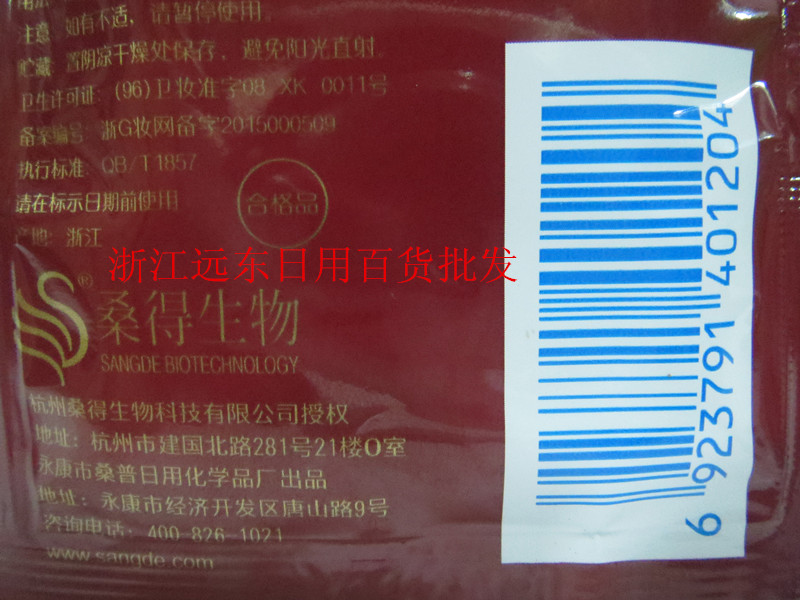 注意: 如有不适, 请暂停使用.
贮藏: 置阴凉干燥处保存, 避免阳光直射.
卫生许可证: (96)卫妆准字08 XK 0011号
备案编号: 浙G妆网备字2015000509
执行标准: QB/T1857
请在标示日期前使用
合格品
产地: 浙江
浙江远东日用百货批发
®
桑得生物
SANGDE BIOTECHNOLOGY
杭州桑得生物科技有限公司授权
地址: 杭州市建国北路281号21楼O室
永康市桑普日用化学品厂出品
地址: 永康市经济开发区唐山路9号
咨询电话: 400-826-1021
www.sangde.com
6 923791 401204